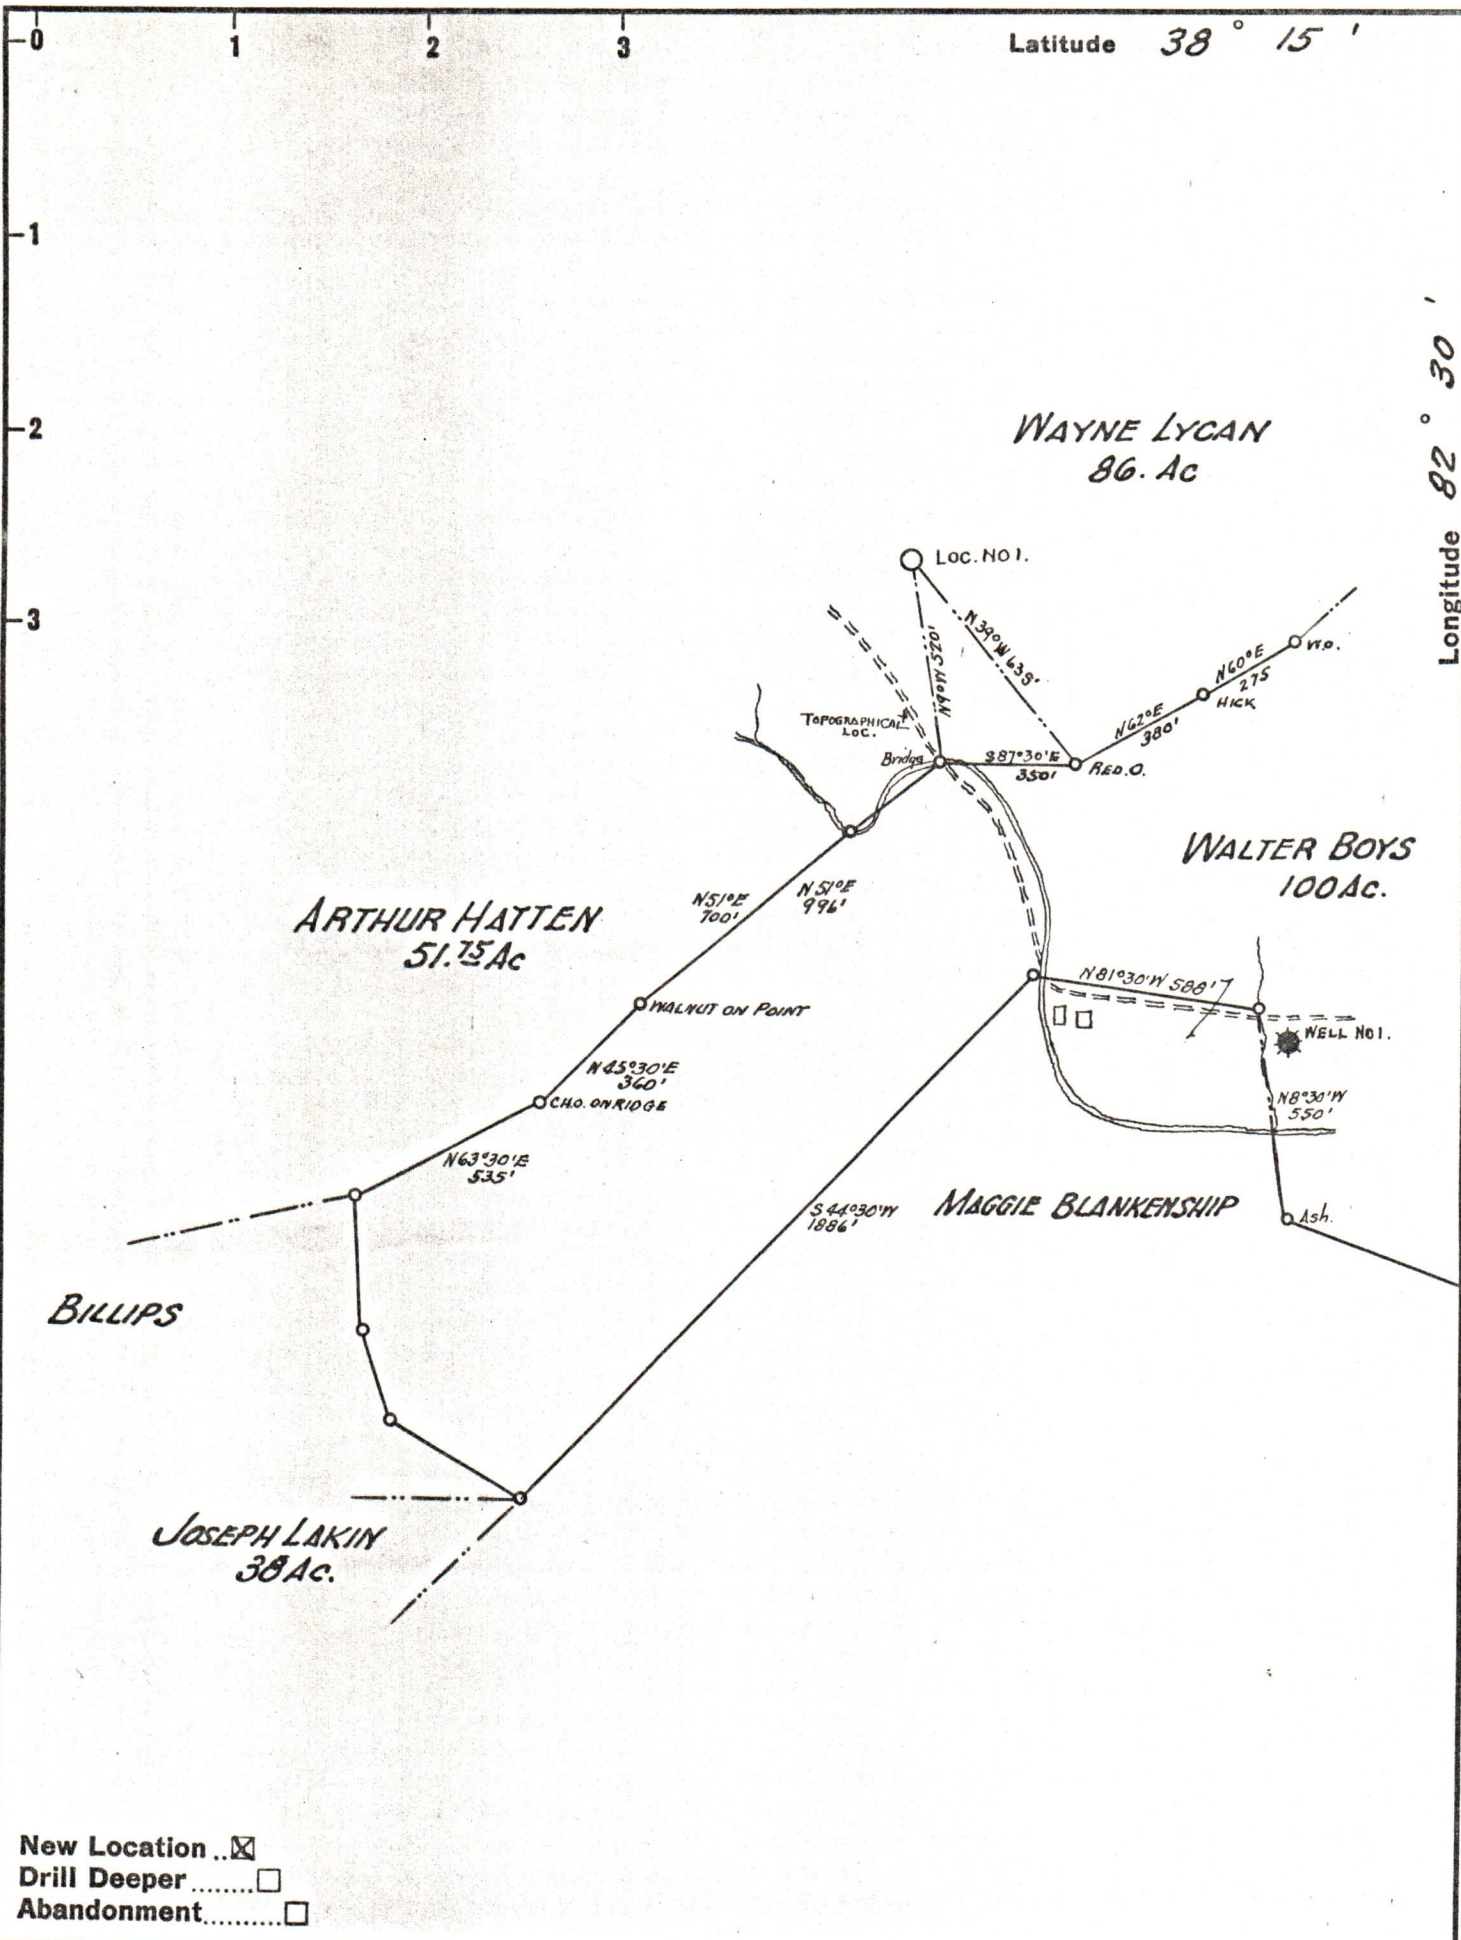 0
1
2
3
Latitude 38° 15'
1
2
3
Longitude 82° 30'
WAYNE LYCAN
86. AC
LOC. NO 1.
N9°W 520'
N39°W 639'
N60°E
275
W.O.
HICK
N62°E
380'
TOPOGRAPHICAL
LOC.
Bridge
S87°30'E
350'
RED.O.
WALTER BOYS
100 AC.
ARTHUR HATTEN
51.75 AC
N51°E
700'
N51°E
996'
WALNUT ON POINT
N81°30'W 588'
WELL NO 1.
N45°30'E
360'
CH.O. ON RIDGE
N8°30'W
550'
N63°30'E
535'
S44°30'W
1886'
MAGGIE BLANKENSHIP
Ash.
BILLIPS
JOSEPH LAKIN
38 AC.
New Location..☒
Drill Deeper........☐
Abandonment..........☐